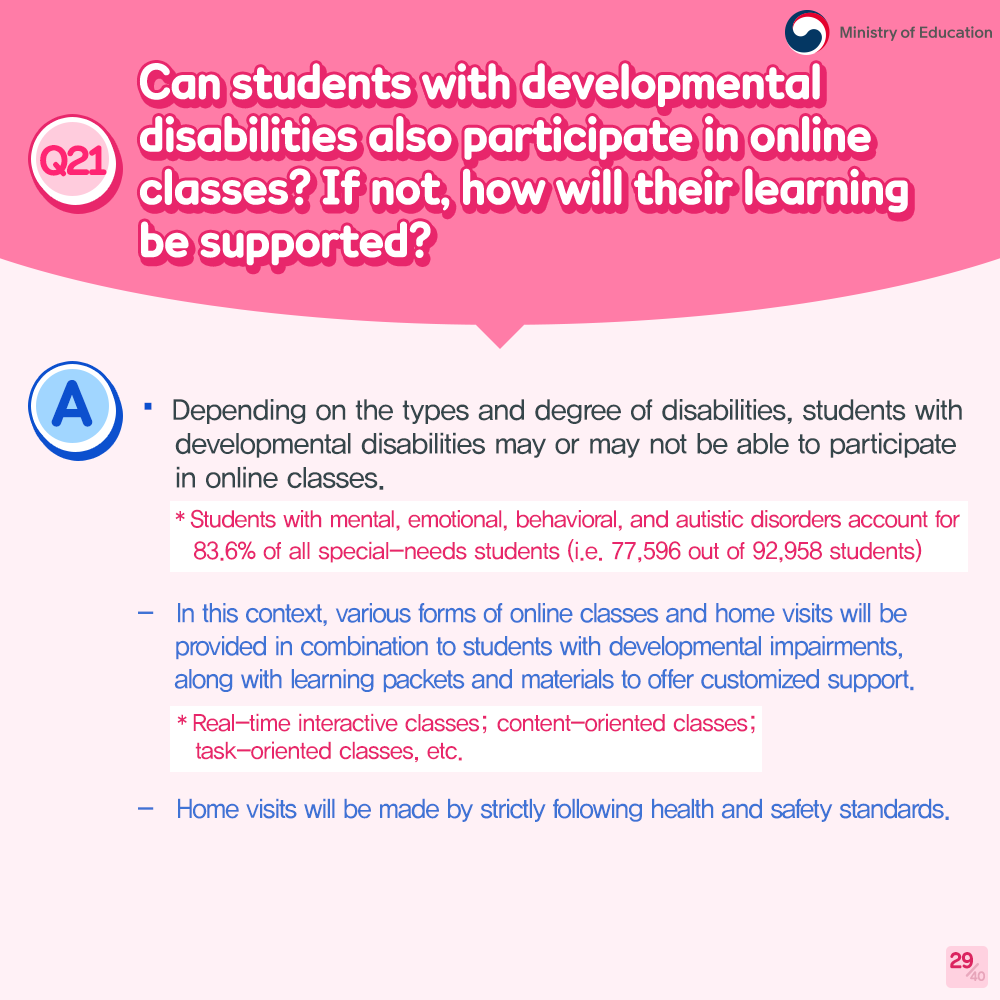 Ministry of Education
Can students with developmental
disabilities also participate in online
Q21
classes? If not, how will their learning
be supported?
A
▪ Depending on the types and degree of disabilities, students with
developmental disabilities may or may not be able to participate
in online classes.
* Students with mental, emotional, behavioral, and autistic disorders account for
83.6% of all special-needs students (i.e. 77,596 out of 92,958 students)
– In this context, various forms of online classes and home visits will be
provided in combination to students with developmental impairments,
along with learning packets and materials to offer customized support.
* Real-time interactive classes; content-oriented classes;
task-oriented classes, etc.
– Home visits will be made by strictly following health and safety standards.
29/40